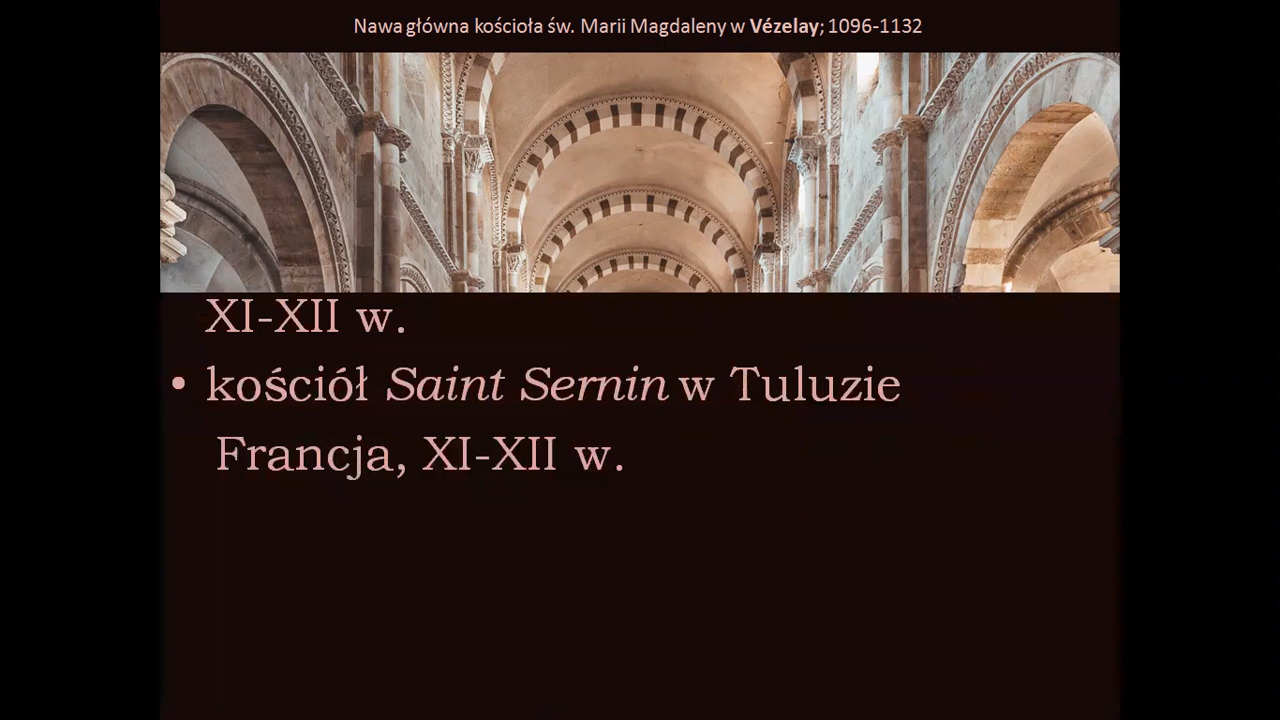 Nawa główna kościoła św. Marii Magdaleny w Vézelay; 1096-1132
XI-XII w.
• kościół Saint Sernin w Tuluzie
Francja, XI-XII w.